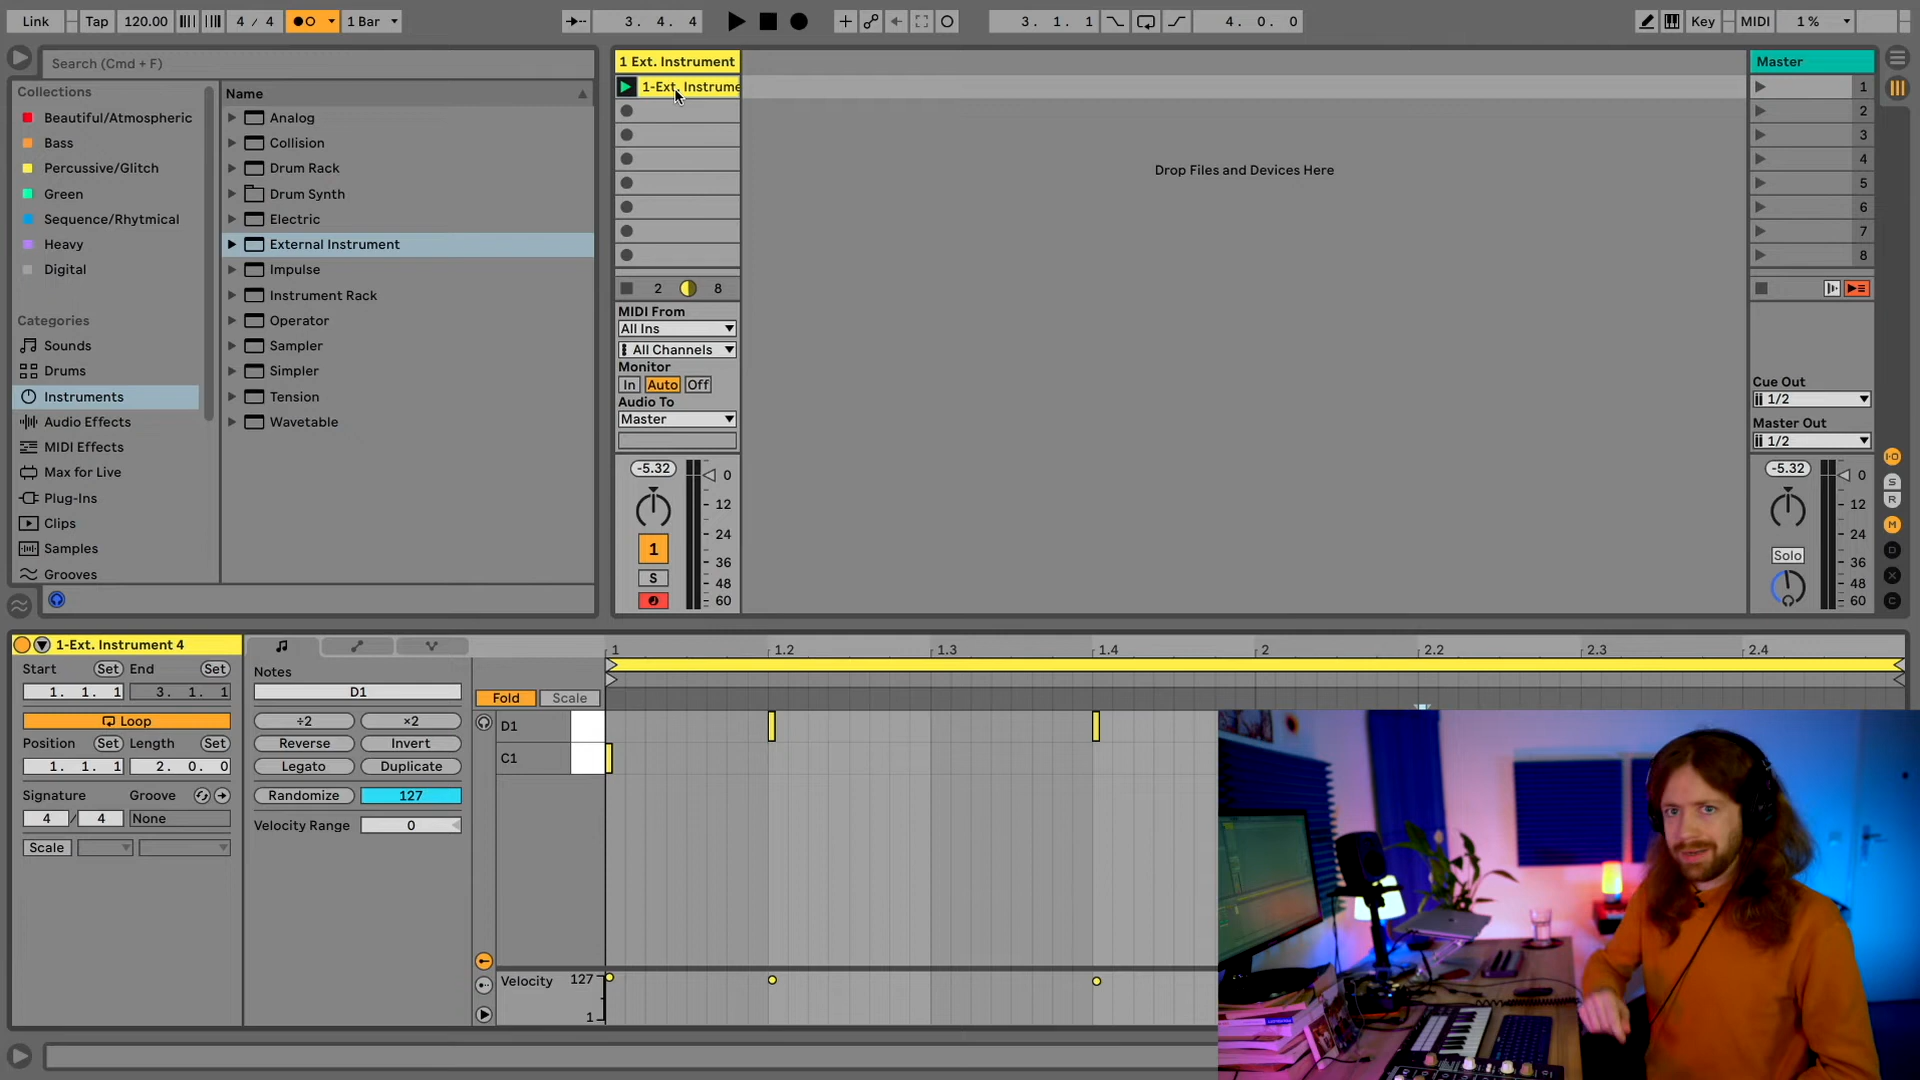 Link Tap 120.00 4 / 4 1 Bar 3. 4. 4 3. 1. 1 4. 0. 0 Key MIDI 1 %
Search (Cmd + F)
Collections
Beautiful/Atmospheric
Bass
Percussive/Glitch
Green
Sequence/Rhytmical
Heavy
Digital
Categories
Sounds
Drums
Instruments
Audio Effects
MIDI Effects
Max for Live
Plug-Ins
Clips
Samples
Grooves
Name
Analog
Collision
Drum Rack
Drum Synth
Electric
External Instrument
Impulse
Instrument Rack
Operator
Sampler
Simpler
Tension
Wavetable
1 Ext. Instrument
1-Ext. Instrume
2 8
MIDI From
All Ins
All Channels
Monitor
In Auto Off
Audio To
Master
-5.32
0
12
24
36
48
60
1
S
Drop Files and Devices Here
Master
1
2
3
4
5
6
7
8
Cue Out
1/2
Master Out
1/2
-5.32
0
12
24
36
48
60
Solo
I·O
S
R
M
D
X
C
1-Ext. Instrument 4
Start Set End Set
1. 1. 1 3. 1. 1
Loop
Position Set Length Set
1. 1. 1 2. 0. 0
Signature Groove
4 / 4 None
Scale
Notes
D1
÷2 ×2
Reverse Invert
Legato Duplicate
Randomize 127
Velocity Range 0
1 1.2 1.3 1.4 2 2.2 2.3 2.4
Fold Scale
D1
C1
Velocity 127
1